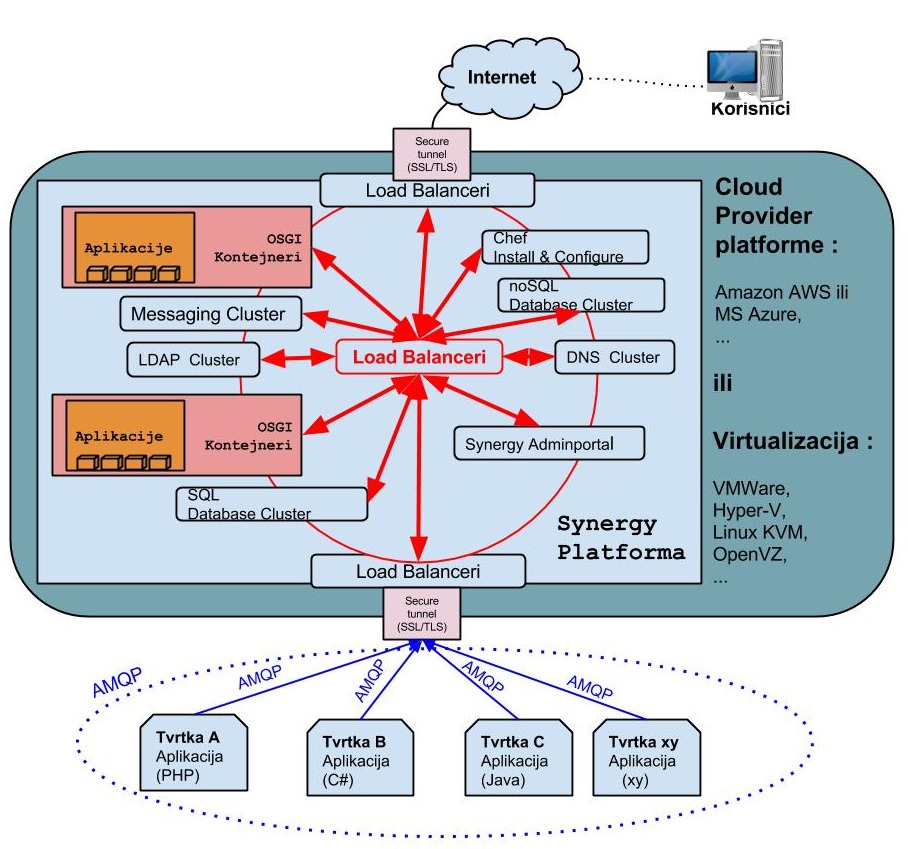 Internet
Korisnici
Secure
tunnel
(SSL/TLS)
Load Balanceri
Cloud
Provider
platforme :
Amazon AWS ili
MS Azure,
...
ili
Virtualizacija :
VMWare,
Hyper-V,
Linux KVM,
OpenVZ,
...
Aplikacije
OSGI
Kontejneri
Chef
Install & Configure
noSQL
Database Cluster
Messaging Cluster
LDAP Cluster
Load Balanceri
DNS Cluster
Aplikacije
OSGI
Kontejneri
Synergy Adminportal
SQL
Database Cluster
Synergy
Platforma
Load Balanceri
Secure
tunnel
(SSL/TLS)
AMQP
AMQP
AMQP
AMQP
AMQP
Tvrtka A
Aplikacija
(PHP)
Tvrtka B
Aplikacija
(C#)
Tvrtka C
Aplikacija
(Java)
Tvrtka xy
Aplikacija
(xy)